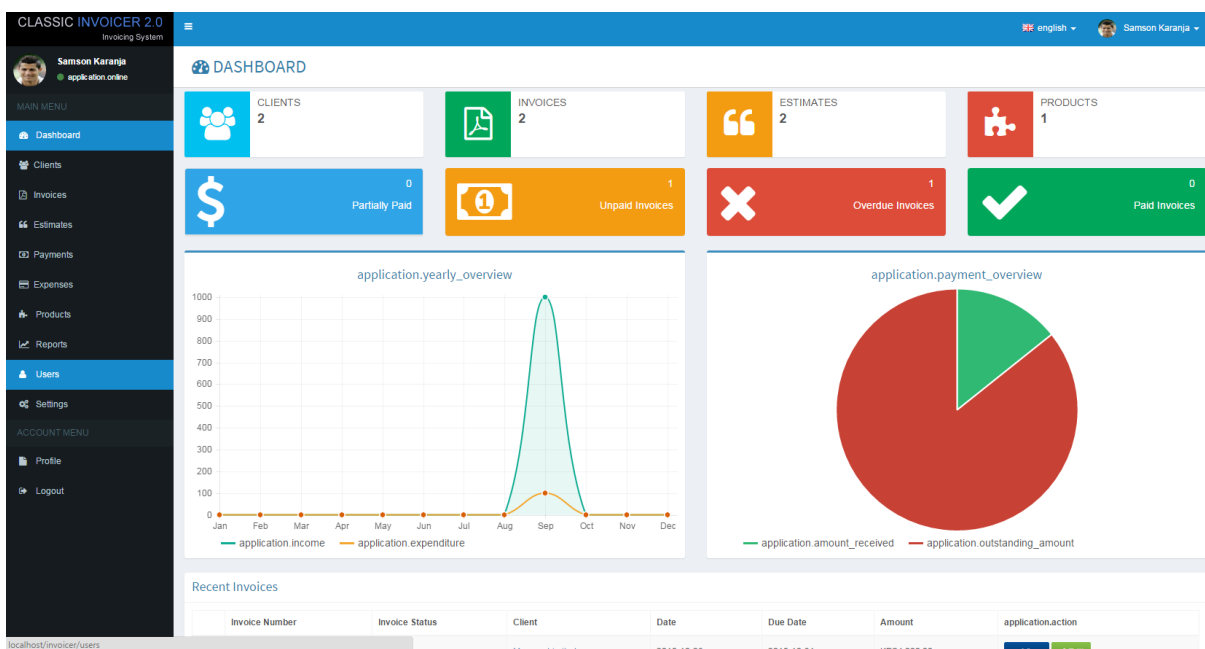 CLASSIC INVOICER 2.0
Invoicing System
english
Samson Karanja
Samson Karanja
application.online
MAIN MENU
Dashboard
Clients
Invoices
Estimates
Payments
Expenses
Products
Reports
Users
Settings
ACCOUNT MENU
Profile
Logout
DASHBOARD
CLIENTS
2
INVOICES
2
ESTIMATES
2
PRODUCTS
1
0
Partially Paid
1
Unpaid Invoices
1
Overdue Invoices
0
Paid Invoices
application.yearly_overview
1000
900
800
700
600
500
400
300
200
100
0
Jan Feb Mar Apr May Jun Jul Aug Sep Oct Nov Dec
application.income application.expenditure
application.payment_overview
application.amount_received application.outstanding_amount
Recent Invoices
Invoice Number Invoice Status Client Date Due Date Amount application.action
localhost/invoicer/users